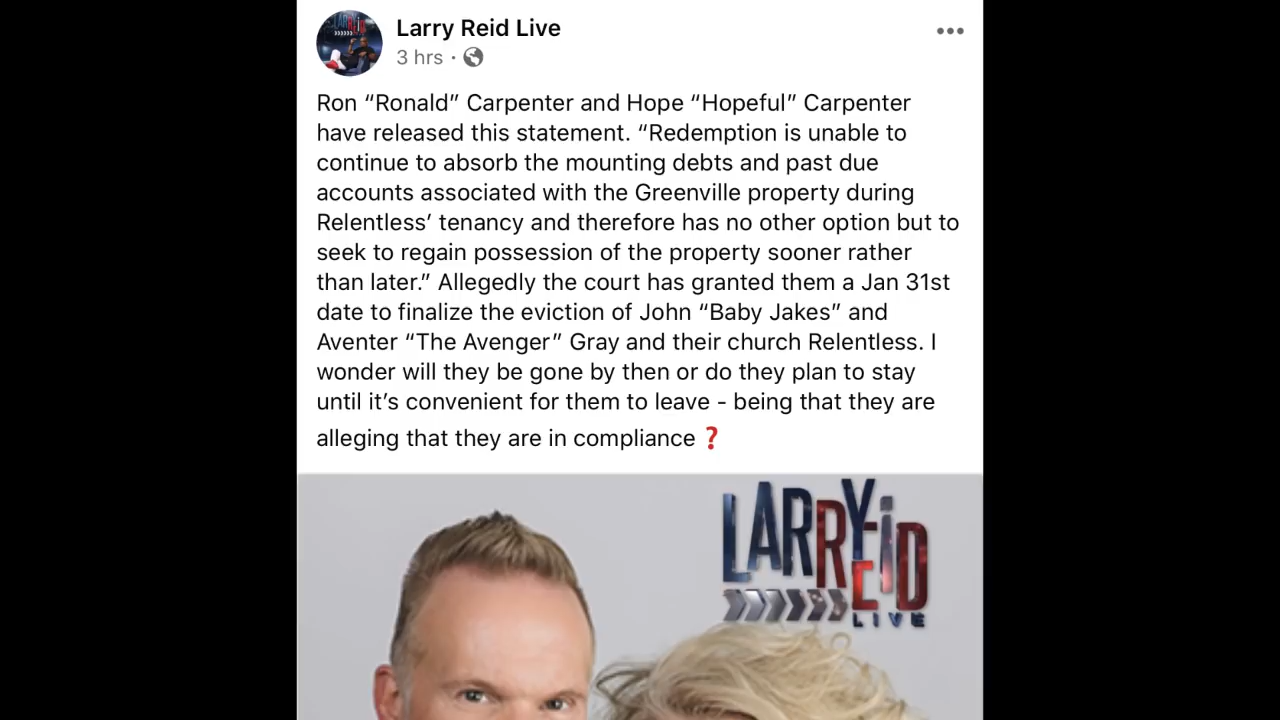 Larry Reid Live
3 hrs ·
Ron “Ronald” Carpenter and Hope “Hopeful” Carpenter
have released this statement. “Redemption is unable to
continue to absorb the mounting debts and past due
accounts associated with the Greenville property during
Relentless’ tenancy and therefore has no other option but to
seek to regain possession of the property sooner rather
than later.” Allegedly the court has granted them a Jan 31st
date to finalize the eviction of John “Baby Jakes” and
Aventer “The Avenger” Gray and their church Relentless. I
wonder will they be gone by then or do they plan to stay
until it’s convenient for them to leave - being that they are
alleging that they are in compliance ❓
LARRY REID
LIVE